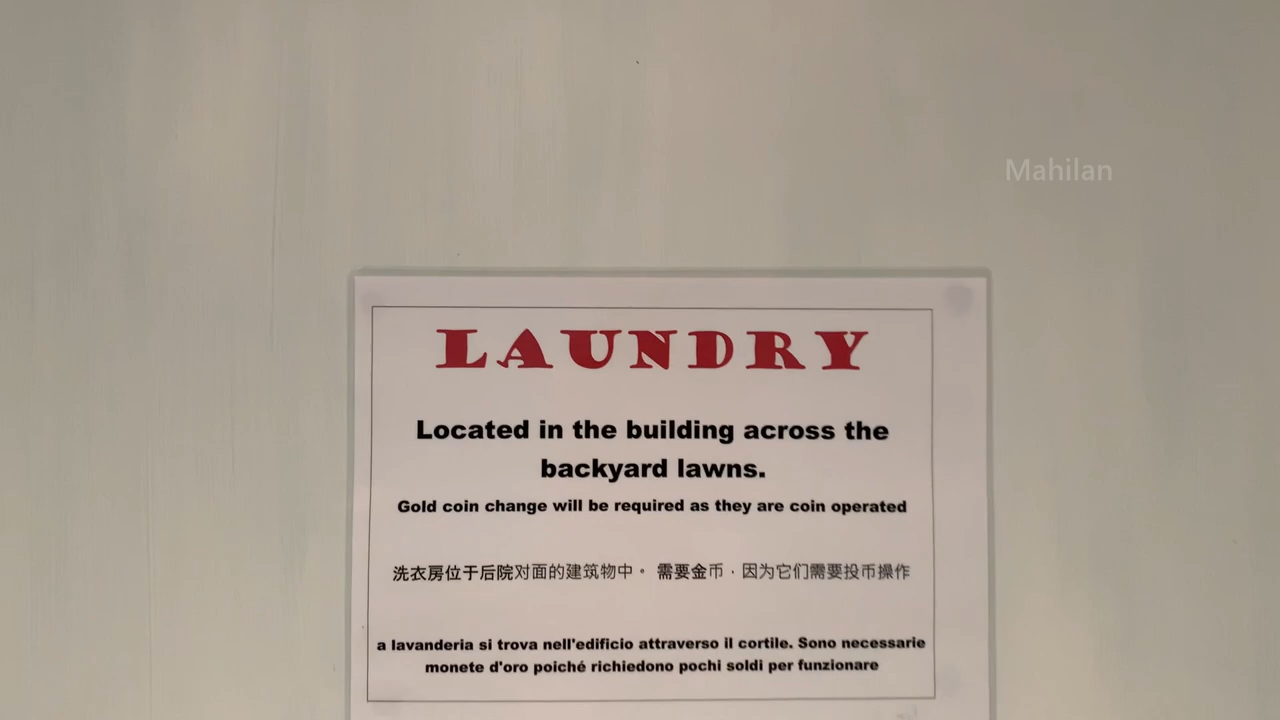 Mahilan
LAUNDRY
Located in the building across the
backyard lawns.
Gold coin change will be required as they are coin operated
洗衣房位于后院对面的建筑物中。 需要金币，因为它们需要投币操作
a lavanderia si trova nell'edificio attraverso il cortile. Sono necessarie
monete d'oro poiché richiedono pochi soldi per funzionare